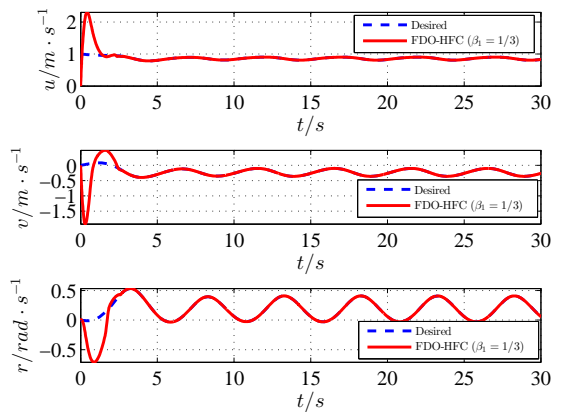 2
1
0
u/m · s⁻¹
Desired
FDO-HFC (β₁ = 1/3)
0 5 10 15 20 25 30
t/s
0
−0.5
−1
−1.5
v/m · s⁻¹
Desired
FDO-HFC (β₁ = 1/3)
0 5 10 15 20 25 30
t/s
0.5
0
−0.5
r/rad · s⁻¹
Desired
FDO-HFC (β₁ = 1/3)
0 5 10 15 20 25 30
t/s